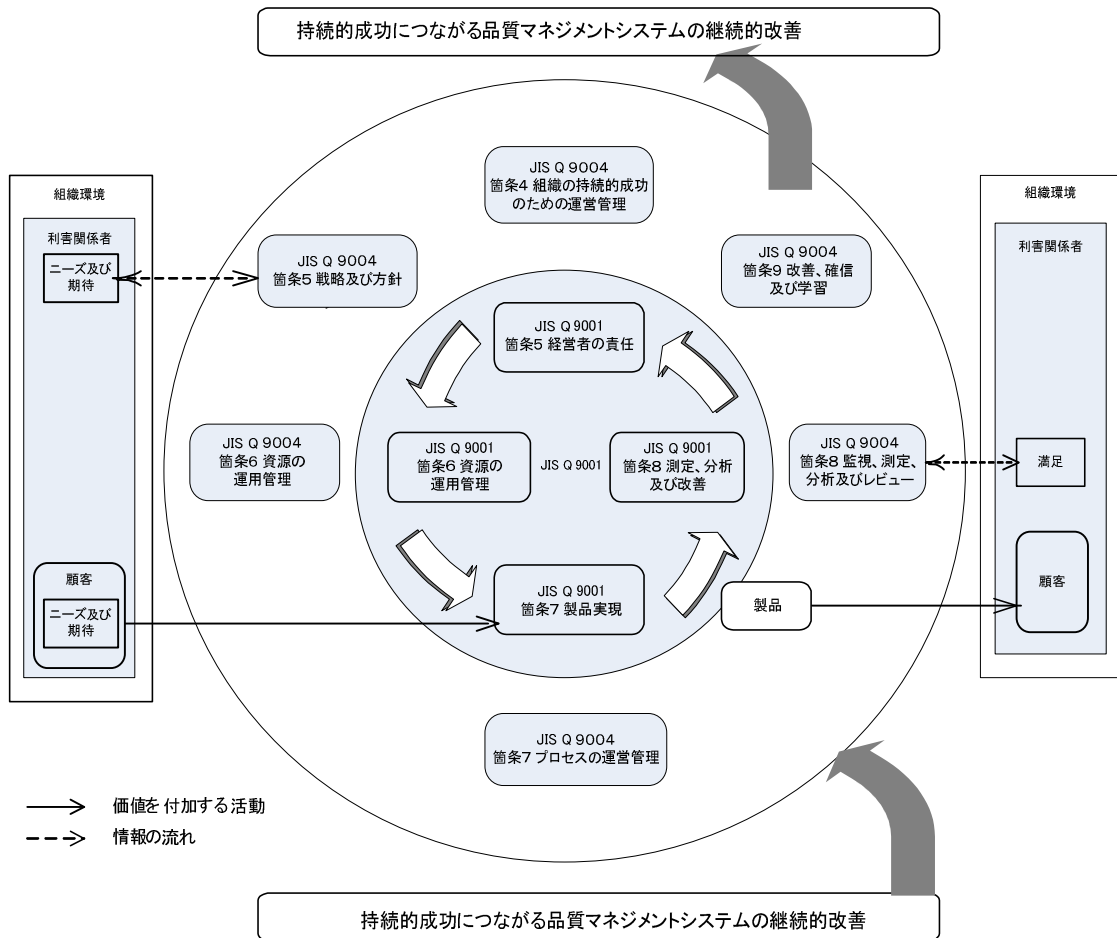 持続的成功につながる品質マネジメントシステムの継続的改善
組織環境
利害関係者
ニーズ及び
期待
顧客
ニーズ及び
期待
JIS Q 9004
箇条4 組織の持続的成功
のための運営管理
JIS Q 9004
箇条5 戦略及び方針
JIS Q 9004
箇条9 改善、確信
及び学習
JIS Q 9001
箇条5 経営者の責任
JIS Q 9004
箇条6 資源の
運用管理
JIS Q 9001
箇条6 資源の
運用管理
JIS Q 9001
JIS Q 9001
箇条8 測定、分析
及び改善
JIS Q 9004
箇条8 監視、測定、
分析及びレビュー
JIS Q 9001
箇条7 製品実現
製品
JIS Q 9004
箇条7 プロセスの運営管理
組織環境
利害関係者
満足
顧客
価値を付加する活動
情報の流れ
持続的成功につながる品質マネジメントシステムの継続的改善